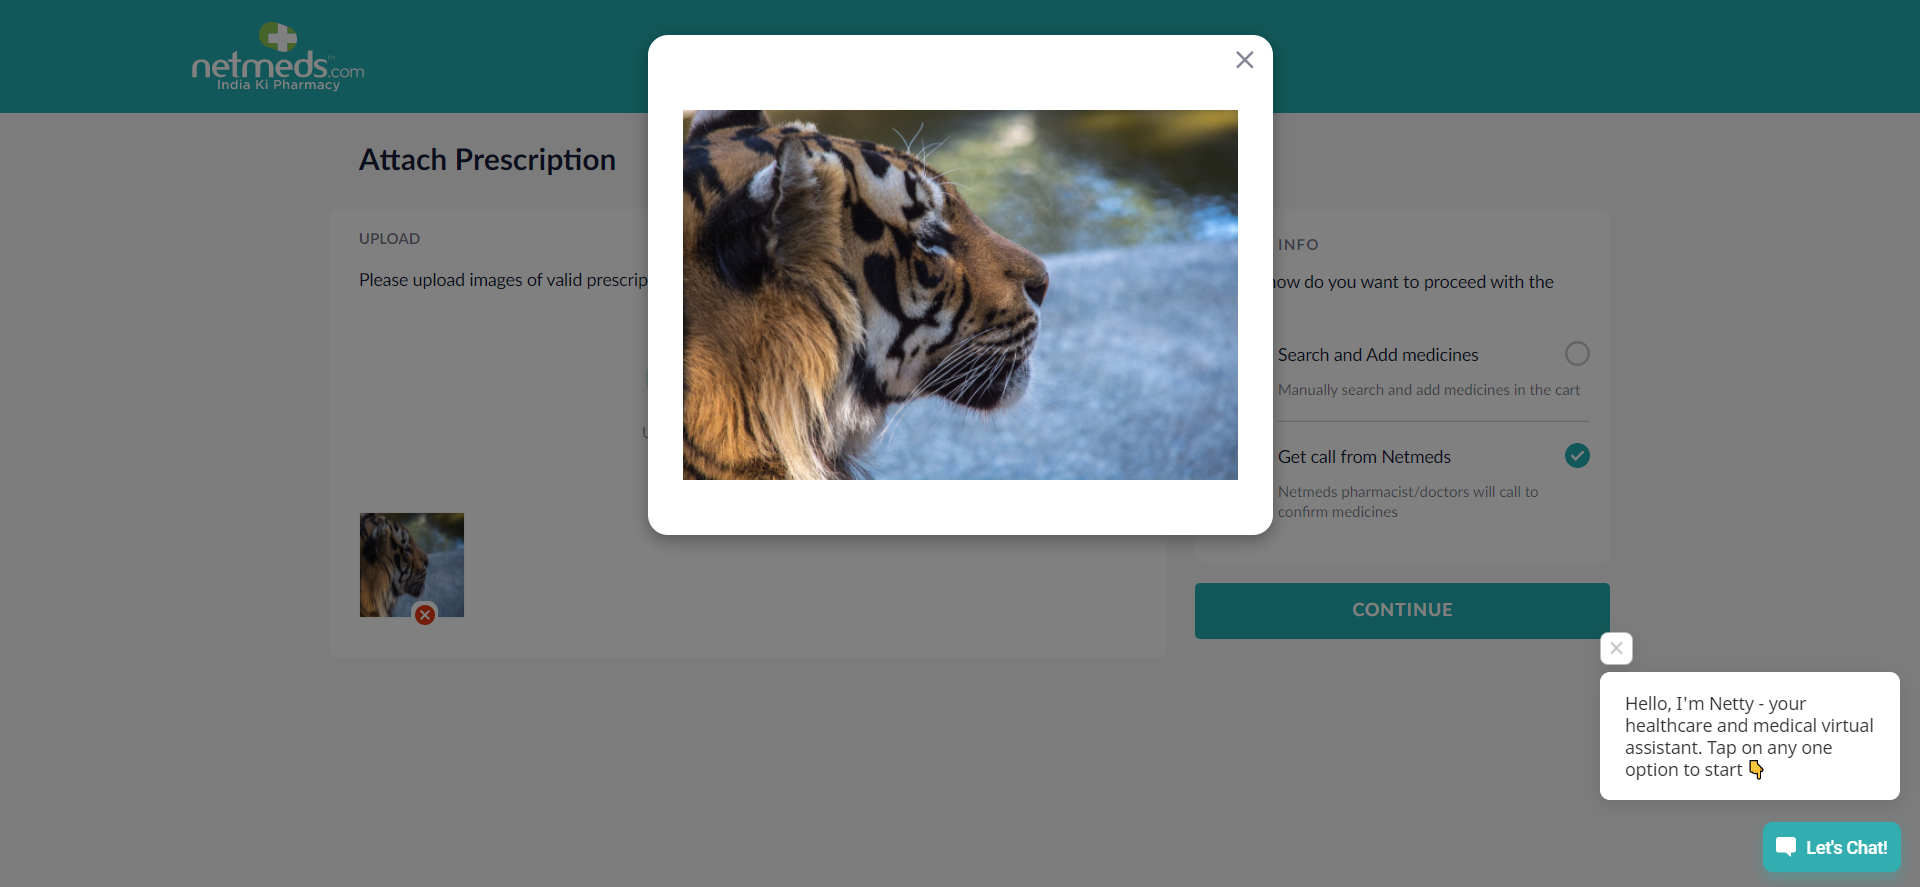 netmeds.com
India Ki Pharmacy
Attach Prescription
UPLOAD
Please upload images of valid
INFO
how do you want to proceed with the
Search and Add medicines
Manually search and add medicines in the cart
Get call from Netmeds
Netmeds pharmacist/doctors will call to
confirm medicines
CONTINUE
Hello, I'm Netty - your
healthcare and medical virtual
assistant. Tap on any one
option to start 👇
Let's Chat!